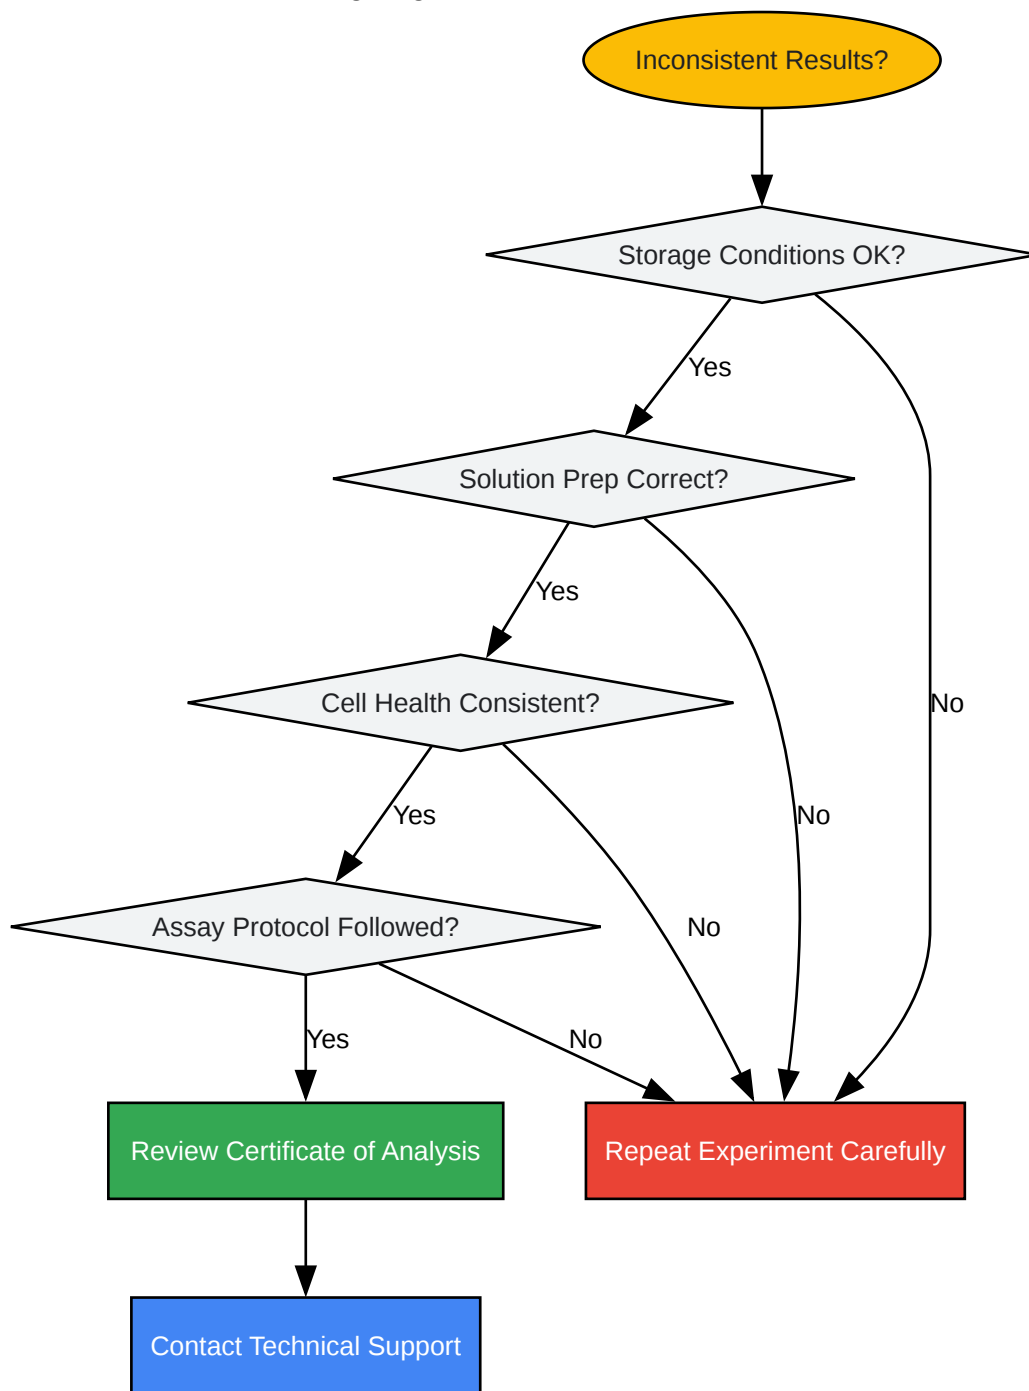 Inconsistent Results?
Storage Conditions OK?
Yes
Solution Prep Correct?
Yes
Cell Health Consistent?
No
Yes
No
Assay Protocol Followed?
No
Yes
No
Review Certificate of Analysis
Repeat Experiment Carefully
Contact Technical Support